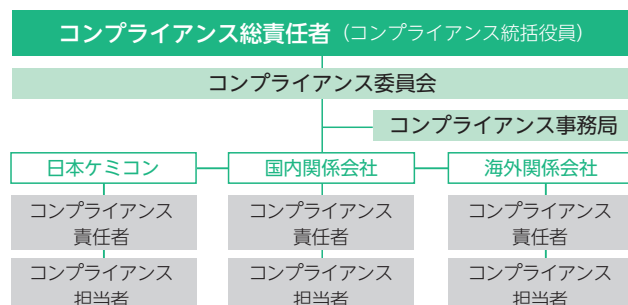 コンプライアンス総責任者（コンプライアンス統括役員）
コンプライアンス委員会
コンプライアンス事務局
日本ケミコン
国内関係会社
海外関係会社
コンプライアンス
責任者
コンプライアンス
責任者
コンプライアンス
責任者
コンプライアンス
担当者
コンプライアンス
担当者
コンプライアンス
担当者